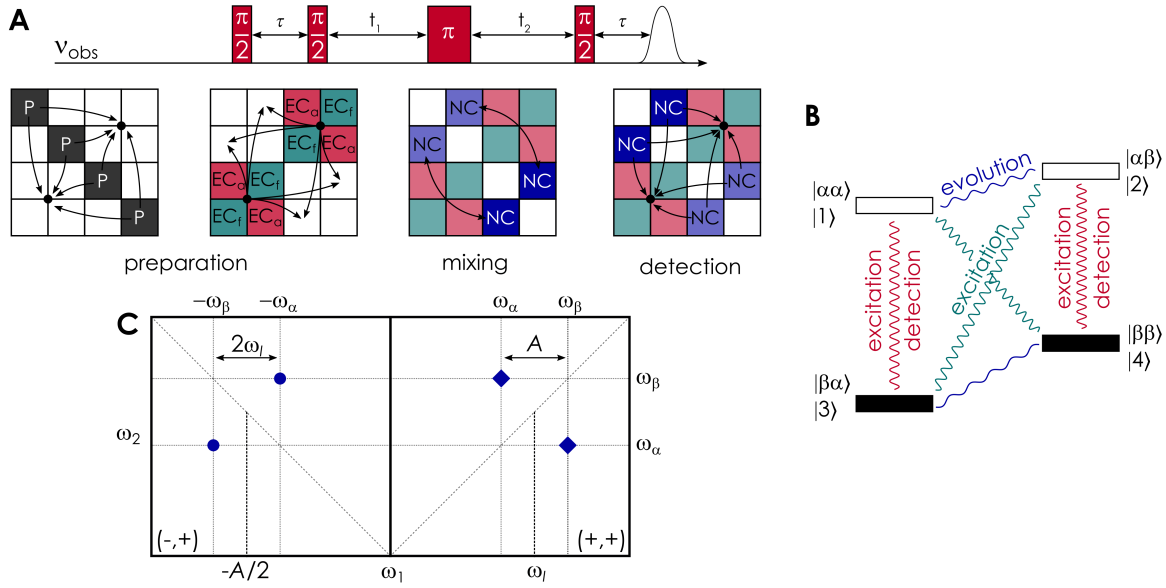 A
ν_obs
π/2
τ
π/2
t₁
π
t₂
π/2
τ
P
P
P
P
EC_a EC_f
EC_f EC_a
EC_a EC_f
EC_f EC_a
NC
NC
NC
NC
NC
NC
NC
NC
preparation
mixing
detection
B
|αα⟩
|1⟩
evolution
|αβ⟩
|2⟩
excitation
detection
excitation
excitation
detection
|βα⟩
|3⟩
|ββ⟩
|4⟩
C
−ω_β −ω_α ω_α ω_β
2ω_I
A
ω_β
ω₂
ω_α
(-,+)
(+,+)
-A/2
ω₁
ω_I